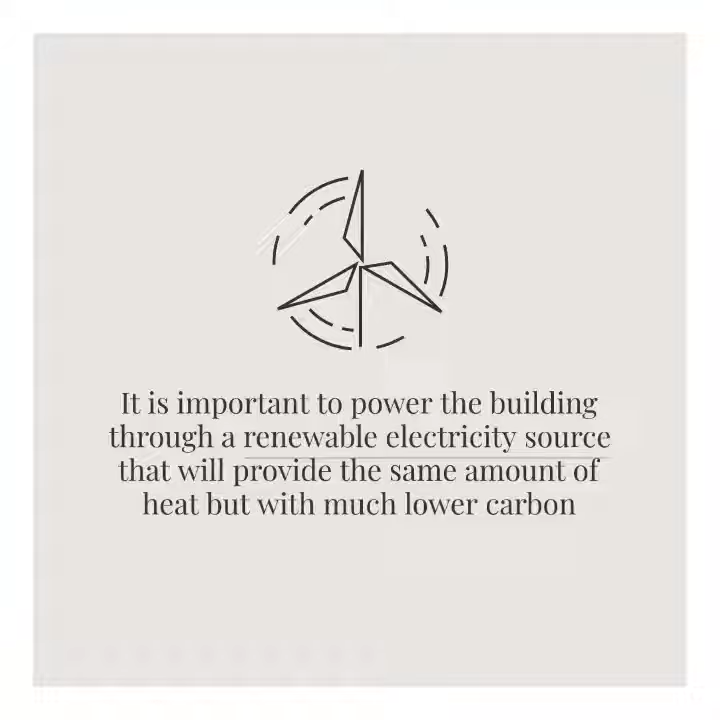 It is important to power the building
through a renewable electricity source
that will provide the same amount of
heat but with much lower carbon